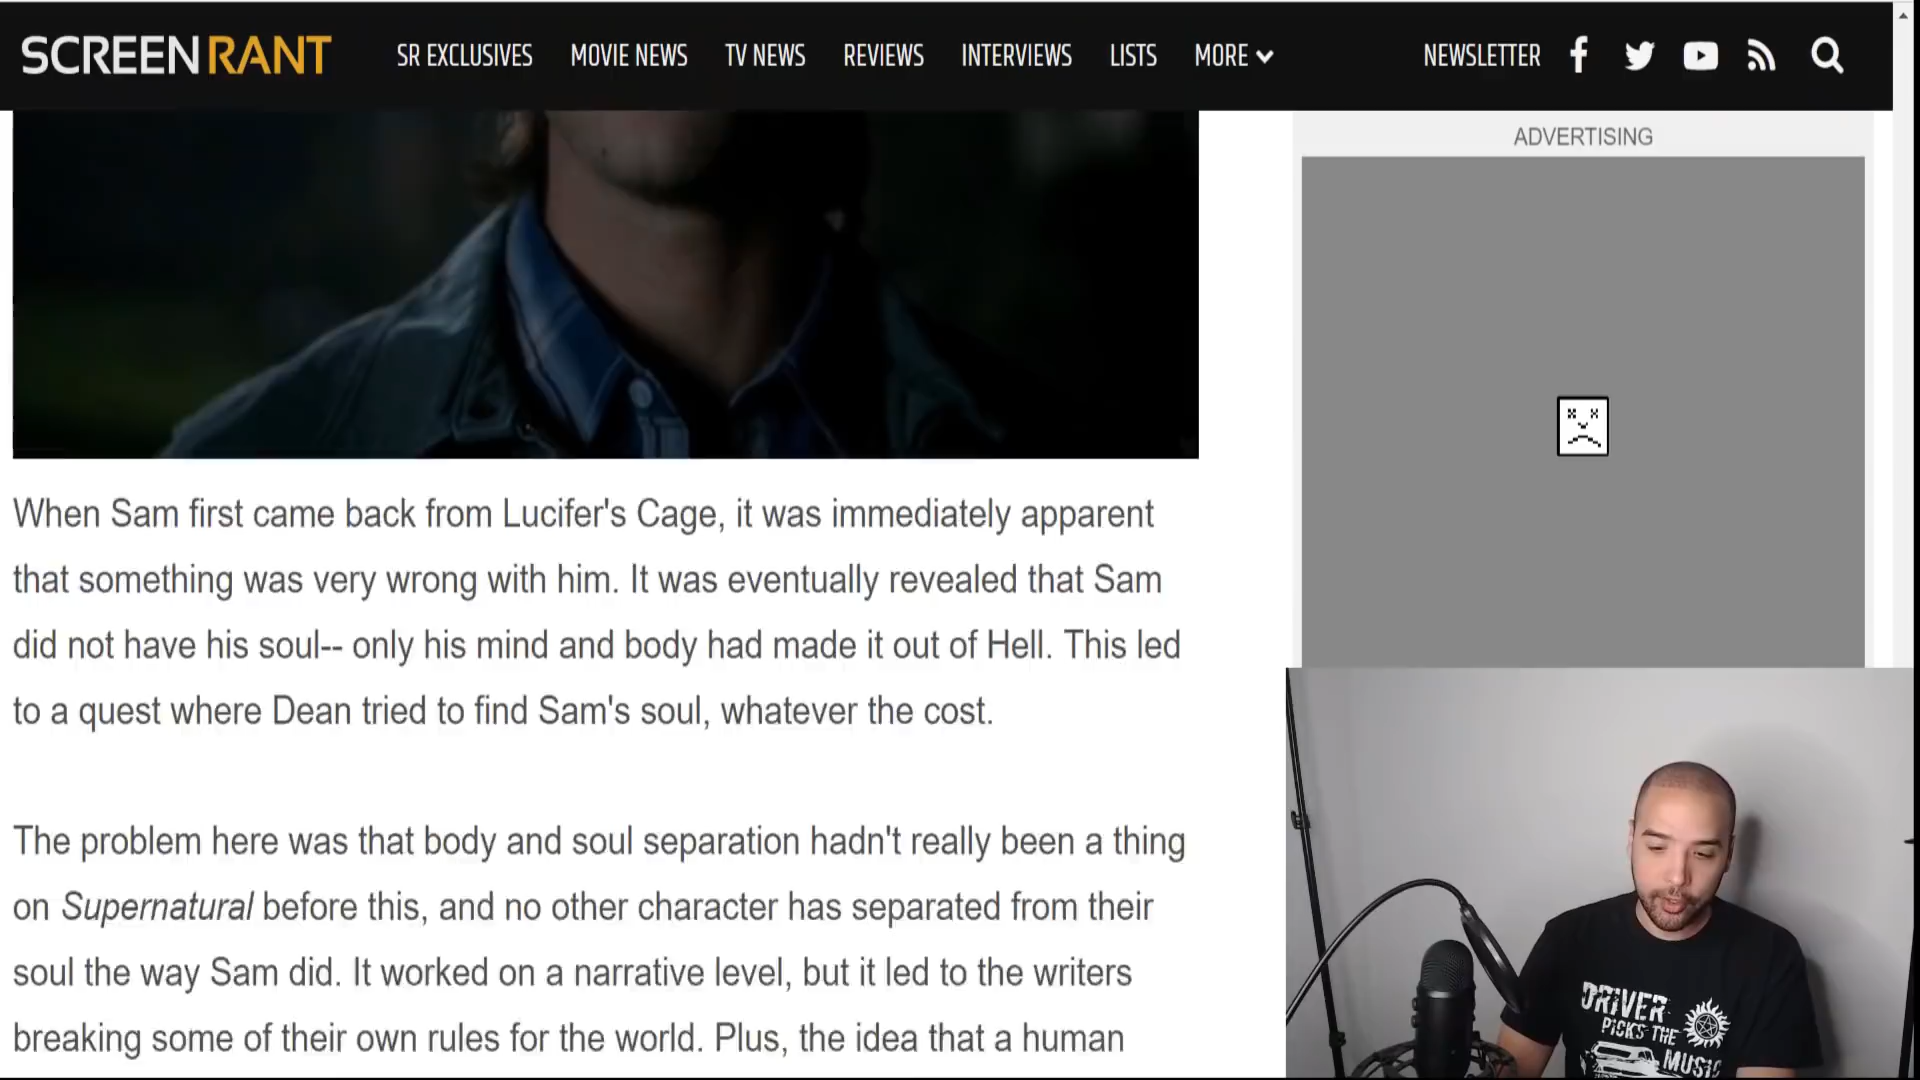 SCREENRANT
SR EXCLUSIVES
MOVIE NEWS
TV NEWS
REVIEWS
INTERVIEWS
LISTS
MORE
NEWSLETTER
ADVERTISING
When Sam first came back from Lucifer's Cage, it was immediately apparent
that something was very wrong with him. It was eventually revealed that Sam
did not have his soul-- only his mind and body had made it out of Hell. This led
to a quest where Dean tried to find Sam's soul, whatever the cost.
The problem here was that body and soul separation hadn't really been a thing
on Supernatural before this, and no other character has separated from their
soul the way Sam did. It worked on a narrative level, but it led to the writers
breaking some of their own rules for the world. Plus, the idea that a human
DRIVER
PICKS THE
MUSIC